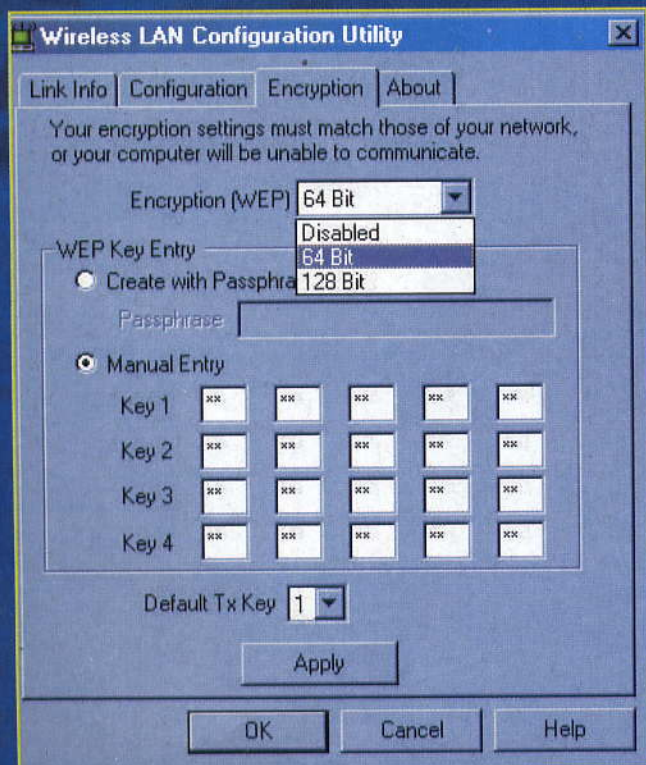 Wireless LAN Configuration Utility
Link Info Configuration Encryption About
Your encryption settings must match those of your network,
or your computer will be unable to communicate.
Encryption (WEP) 64 Bit
Disabled
64 Bit
128 Bit
WEP Key Entry
Create with Passphra
Passphrase
Manual Entry
Key 1 ** ** ** ** **
Key 2 ** ** ** ** **
Key 3 ** ** ** ** **
Key 4 ** ** ** ** **
Default Tx Key 1
Apply
OK Cancel Help